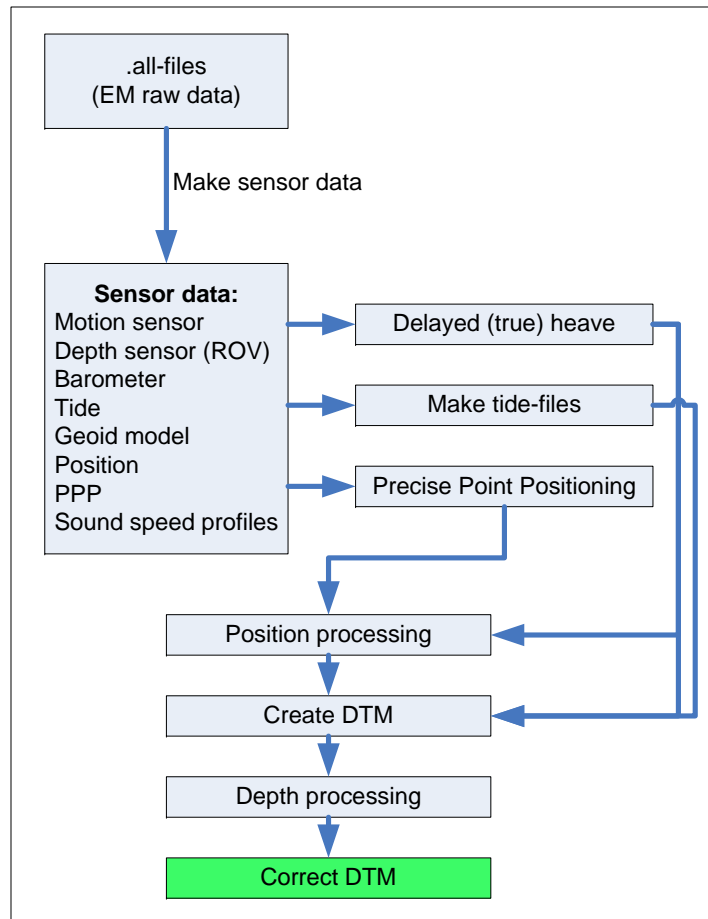 .all-files
(EM raw data)
Make sensor data
Sensor data:
Motion sensor
Depth sensor (ROV)
Barometer
Tide
Geoid model
Position
PPP
Sound speed profiles
Delayed (true) heave
Make tide-files
Precise Point Positioning
Position processing
Create DTM
Depth processing
Correct DTM